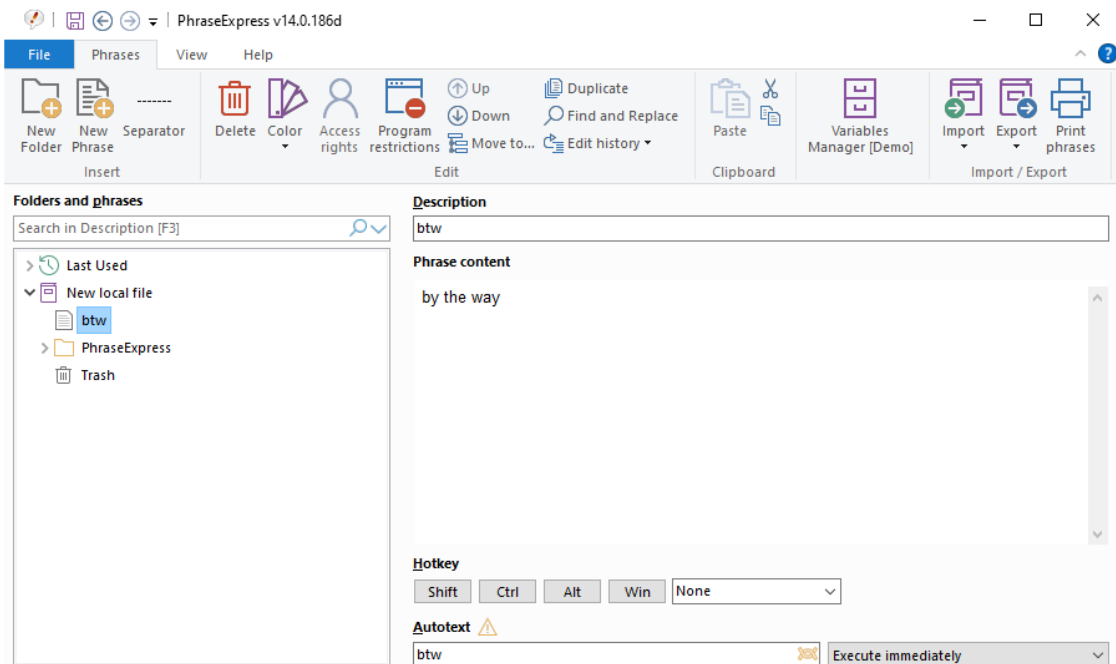 PhraseExpress v14.0.186d
File Phrases View Help
New Folder
New Phrase
-------
Separator
Insert
Delete
Color
Access rights
Program restrictions
Up
Down
Move to...
Duplicate
Find and Replace
Edit history
Edit
Paste
Clipboard
Variables Manager [Demo]
Import
Export
Print phrases
Import / Export
Folders and phrases
Search in Description [F3]
Last Used
New local file
btw
PhraseExpress
Trash
Description
btw
Phrase content
by the way
Hotkey
Shift Ctrl Alt Win None
Autotext
btw
Execute immediately